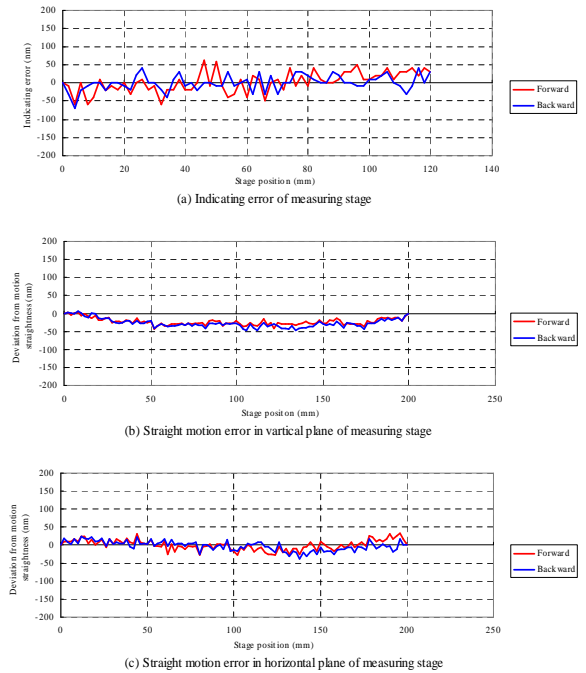 200
150
100
50
0
-50
-100
-150
-200
Indicating error (nm)
0 20 40 60 80 100 120 140
Stage position (mm)
Forward
Backward
(a) Indicating error of measuring stage
200
150
100
50
0
-50
-100
-150
-200
Deviation from motion
straightness (nm)
0 50 100 150 200 250
Stage position (mm)
Forward
Backward
(b) Straight motion error in vartical plane of measuring stage
200
150
100
50
0
-50
-100
-150
-200
Deviation from motion
straightness (nm)
0 50 100 150 200 250
Stage position (mm)
Forward
Backward
(c) Straight motion error in horizontal plane of measuring stage